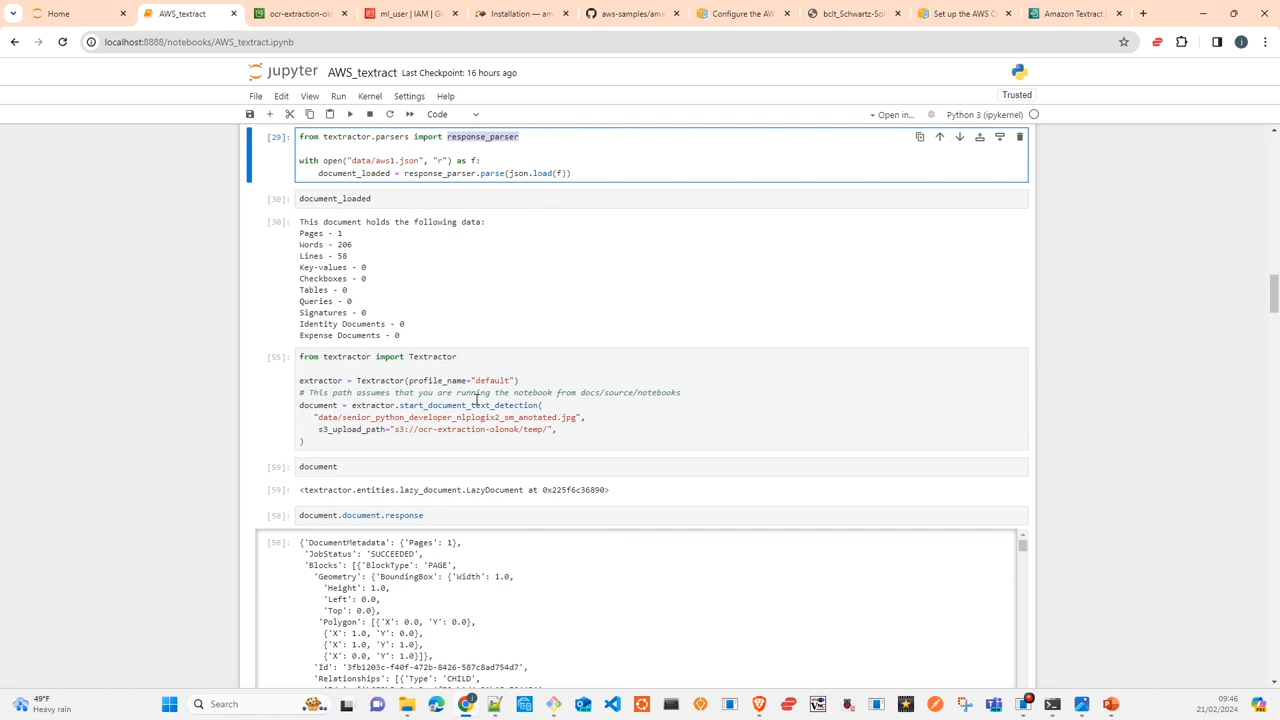 AWS_textract
ocr-extraction-olo
ml_user | IAM | G
Installation — am
aws-samples/ama
Configure the AW
bclt_Schwartz-Sol
Set up the AWS C
Amazon Textract
localhost:8888/notebooks/AWS_textract.ipynb
jupyter AWS_textract Last Checkpoint: 16 hours ago
File Edit View Run Kernel Settings Help
Trusted
Code
Open in...
Python 3 (ipykernel)
[29]: from textractor.parsers import response_parser
with open("data/aws1.json", "r") as f:
document_loaded = response_parser.parse(json.load(f))
[30]: document_loaded
[30]: This document holds the following data:
Pages - 1
Words - 206
Lines - 58
Key-values - 0
Checkboxes - 0
Tables - 0
Queries - 0
Signatures - 0
Identity Documents - 0
Expense Documents - 0
[55]: from textractor import Textractor
extractor = Textractor(profile_name="default")
# This path assumes that you are running the notebook from docs/source/notebooks
document = extractor.start_document_text_detection(
"data/senior_python_developer_nlplogix2_sm_anotated.jpg",
s3_upload_path="s3://ocr-extraction-olonok/temp/",
)
[59]: document
[59]: <textractor.entities.lazy_document.LazyDocument at 0x225f6c36890>
[58]: document.document.response
[58]: {'DocumentMetadata': {'Pages': 1},
'JobStatus': 'SUCCEEDED',
'Blocks': [{'BlockType': 'PAGE',
'Geometry': {'BoundingBox': {'Width': 1.0,
'Height': 1.0,
'Left': 0.0,
'Top': 0.0},
'Polygon': [{'X': 0.0, 'Y': 0.0},
{'X': 1.0, 'Y': 0.0},
{'X': 1.0, 'Y': 1.0},
{'X': 0.0, 'Y': 1.0}]},
'Id': '3fb1203c-f40f-472b-8426-587c8ad754d7',
'Relationships': [{'Type': 'CHILD',
49°F
Heavy rain
Search
09:46
21/02/2024